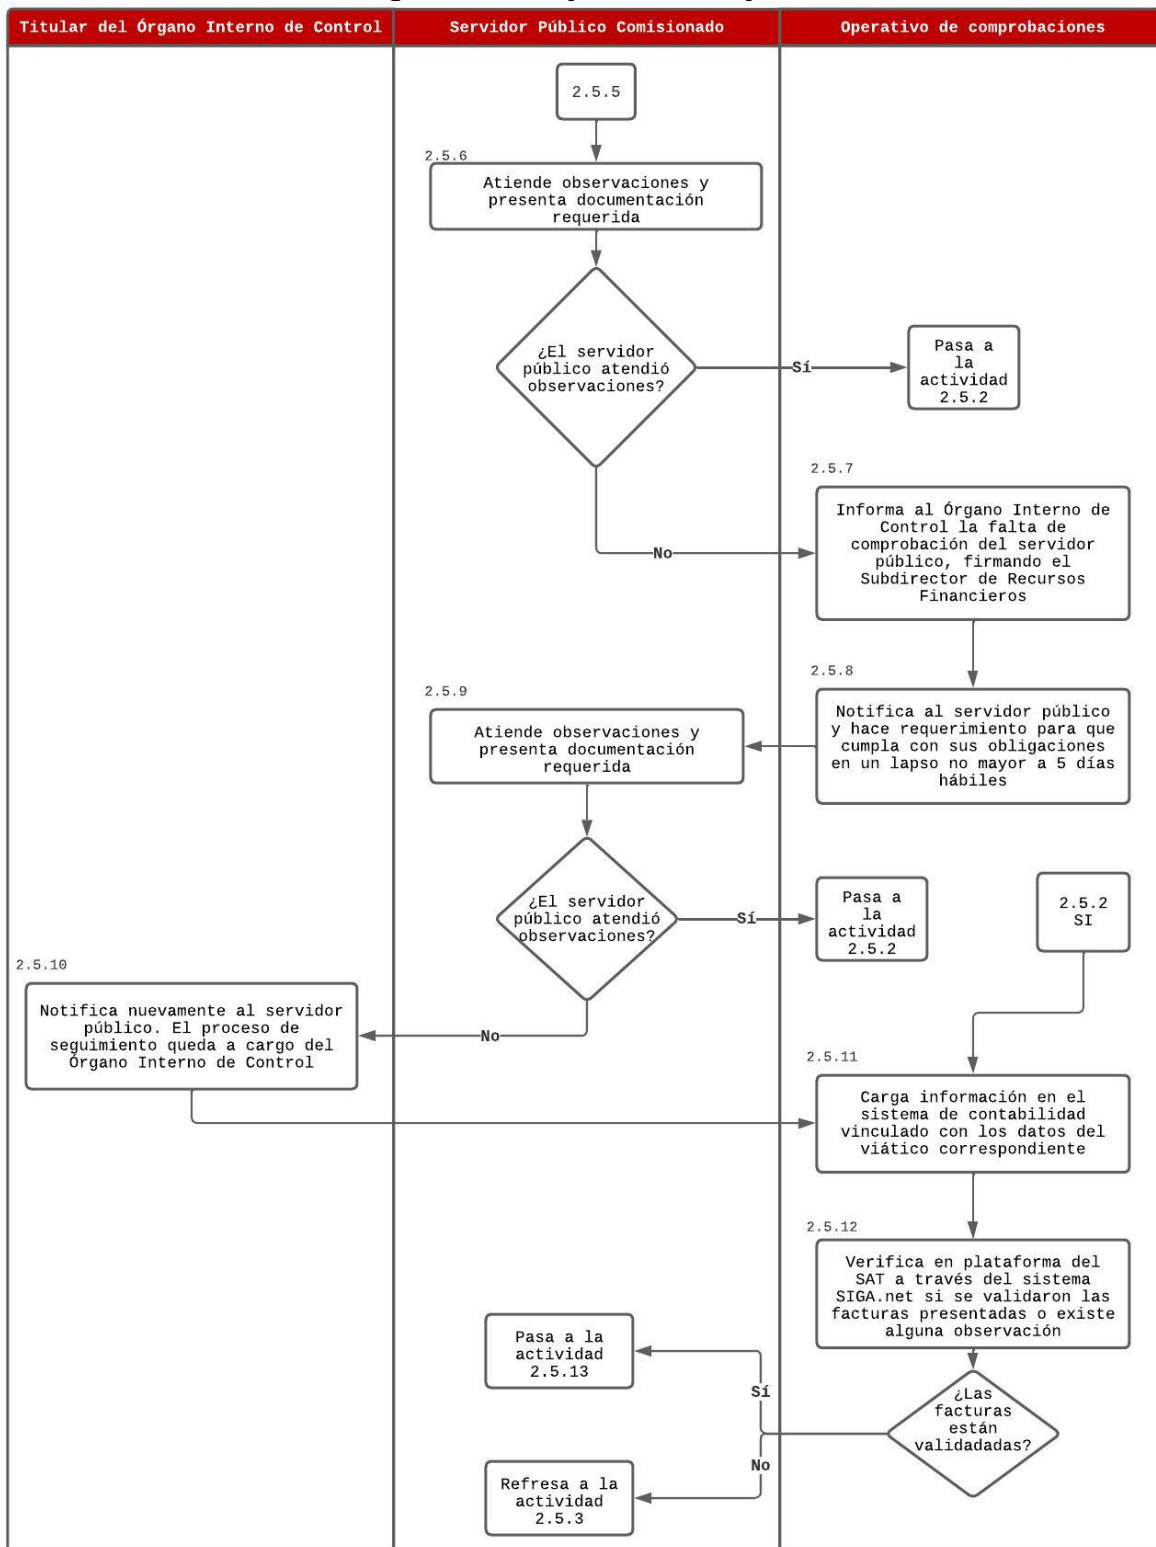 Titular del Órgano Interno de Control
Servidor Público Comisionado
Operativo de comprobaciones
2.5.5
2.5.6
Atiende observaciones y
presenta documentación
requerida
¿El servidor
público atendió
observaciones?
Sí
Pasa a
la
actividad
2.5.2
No
2.5.7
Informa al Órgano Interno de
Control la falta de
comprobación del servidor
público, firmando el
Subdirector de Recursos
Financieros
2.5.8
Notifica al servidor público
y hace requerimiento para que
cumpla con sus obligaciones
en un lapso no mayor a 5 días
hábiles
2.5.9
Atiende observaciones y
presenta documentación
requerida
¿El servidor
público atendió
observaciones?
Sí
Pasa a
la
actividad
2.5.2
2.5.2
SI
No
2.5.10
Notifica nuevamente al servidor
público. El proceso de
seguimiento queda a cargo del
Órgano Interno de Control
2.5.11
Carga información en el
sistema de contabilidad
vinculado con los datos del
viático correspondiente
2.5.12
Verifica en plataforma del
SAT a través del sistema
SIGA.net si se validaron las
facturas presentadas o existe
alguna observación
¿Las
facturas
están
validadadas?
Sí
Pasa a la
actividad
2.5.13
No
Refresa a la
actividad
2.5.3